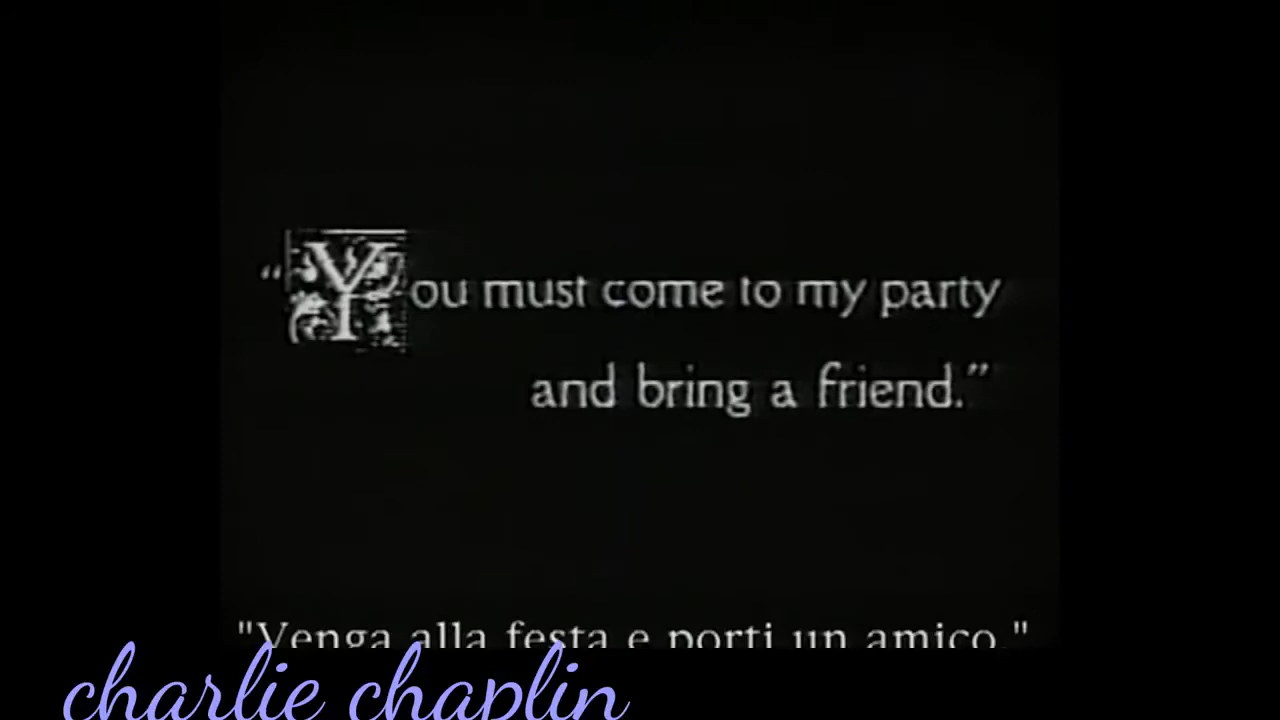 “You must come to my party
and bring a friend.”
"Venga alla festa e porti un amico."
charlie chaplin